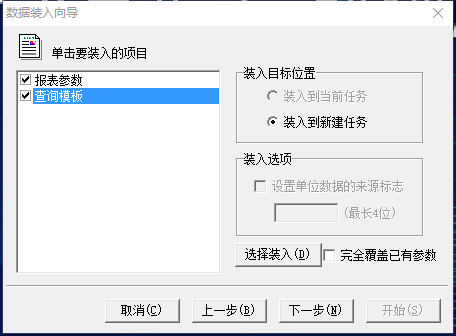 数据装入向导
单击要装入的项目
报表参数
查询模板
装入目标位置
装入到当前任务
装入到新建任务
装入选项
设置单位数据的来源标志
(最长4位)
选择装入(D)
完全覆盖已有参数
取消(C)
上一步(B)
下一步(N)
开始(S)